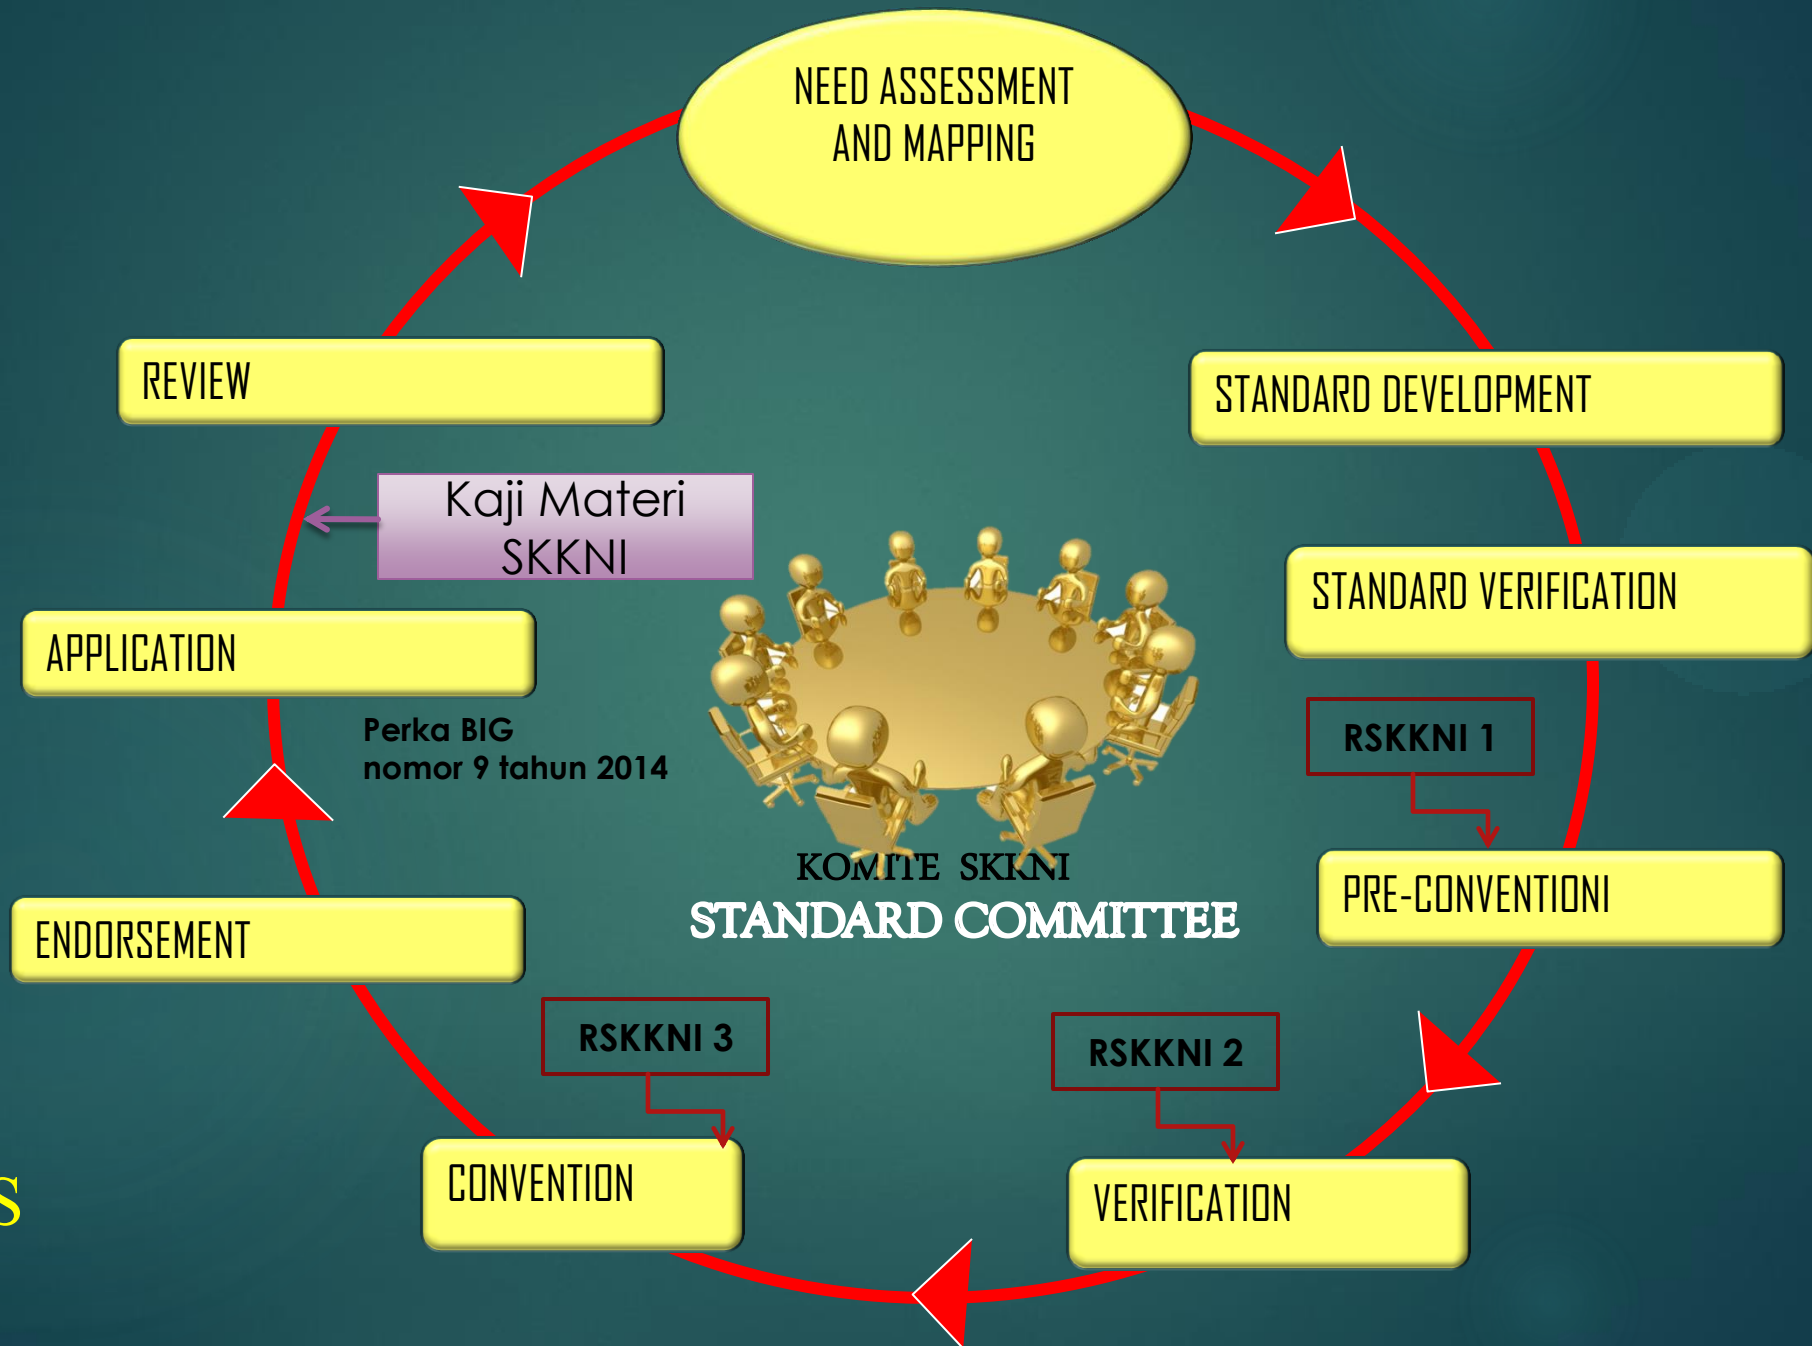 NEED ASSESSMENT
AND MAPPING
REVIEW
STANDARD DEVELOPMENT
Kaji Materi
SKKNI
STANDARD VERIFICATION
APPLICATION
Perka BIG
nomor 9 tahun 2014
RSKKNI 1
KOMITE SKKNI
STANDARD COMMITTEE
PRE-CONVENTIONI
ENDORSEMENT
RSKKNI 3
RSKKNI 2
CONVENTION
VERIFICATION
S